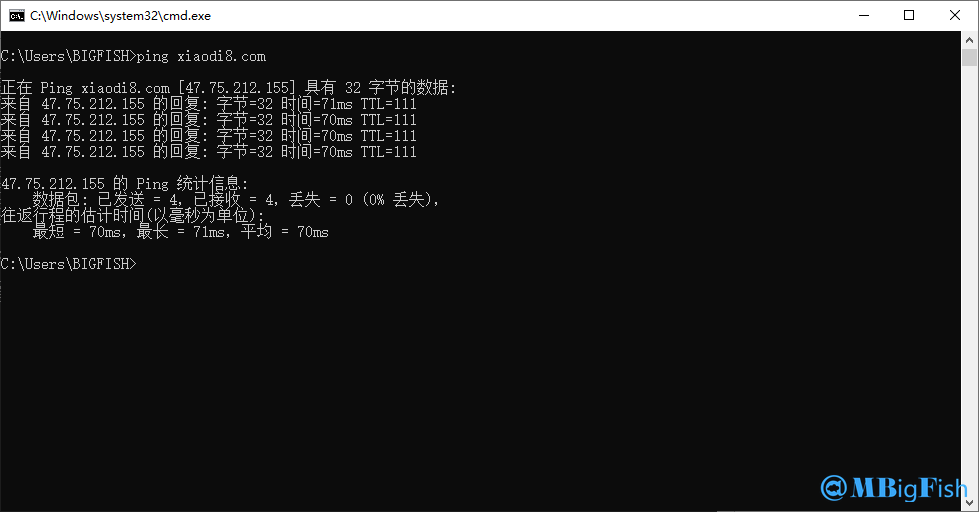 C:\Windows\system32\cmd.exe
C:\Users\BIGFISH>ping xiaodi8.com
正在 Ping xiaodi8.com [47.75.212.155] 具有 32 字节的数据:
来自 47.75.212.155 的回复: 字节=32 时间=71ms TTL=111
来自 47.75.212.155 的回复: 字节=32 时间=70ms TTL=111
来自 47.75.212.155 的回复: 字节=32 时间=70ms TTL=111
来自 47.75.212.155 的回复: 字节=32 时间=70ms TTL=111
47.75.212.155 的 Ping 统计信息:
数据包: 已发送 = 4，已接收 = 4，丢失 = 0 (0% 丢失)，
往返行程的估计时间(以毫秒为单位):
最短 = 70ms，最长 = 71ms，平均 = 70ms
C:\Users\BIGFISH>
@MBigFish